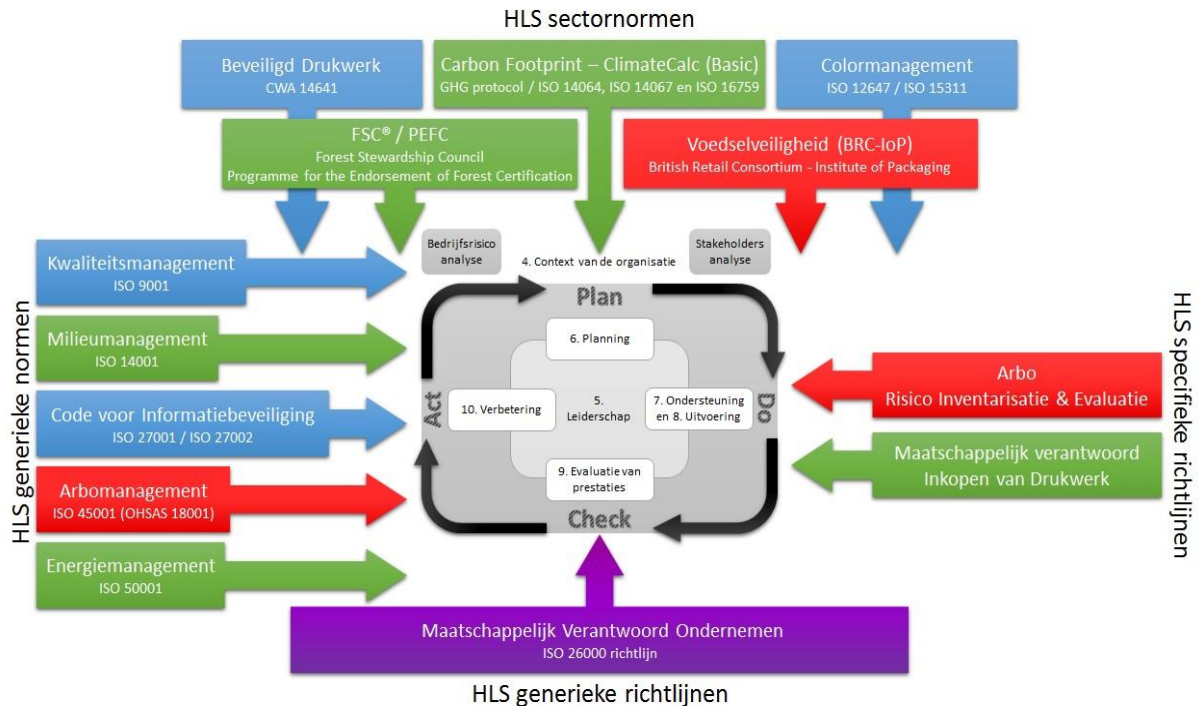 HLS sectornormen
Beveiligd Drukwerk
CWA 14641
Carbon Footprint – ClimateCalc (Basic)
GHG protocol / ISO 14064, ISO 14067 en ISO 16759
Colormanagement
ISO 12647 / ISO 15311
FSC® / PEFC
Forest Stewardship Council
Programme for the Endorsement of Forest Certification
Voedselveiligheid (BRC-IoP)
British Retail Consortium - Institute of Packaging
HLS generieke normen
Kwaliteitsmanagement
ISO 9001
Milieumanagement
ISO 14001
Code voor Informatiebeveiliging
ISO 27001 / ISO 27002
Arbomanagement
ISO 45001 (OHSAS 18001)
Energiemanagement
ISO 50001
Bedrijfsrisico
analyse
4. Context van de organisatie
Stakeholders
analyse
Plan
6. Planning
Act
10. Verbetering
5.
Leiderschap
7. Ondersteuning
en 8. Uitvoering
Do
9. Evaluatie van
prestaties
Check
HLS specifieke richtlijnen
Arbo
Risico Inventarisatie & Evaluatie
Maatschappelijk verantwoord
Inkopen van Drukwerk
Maatschappelijk Verantwoord Ondernemen
ISO 26000 richtlijn
HLS generieke richtlijnen